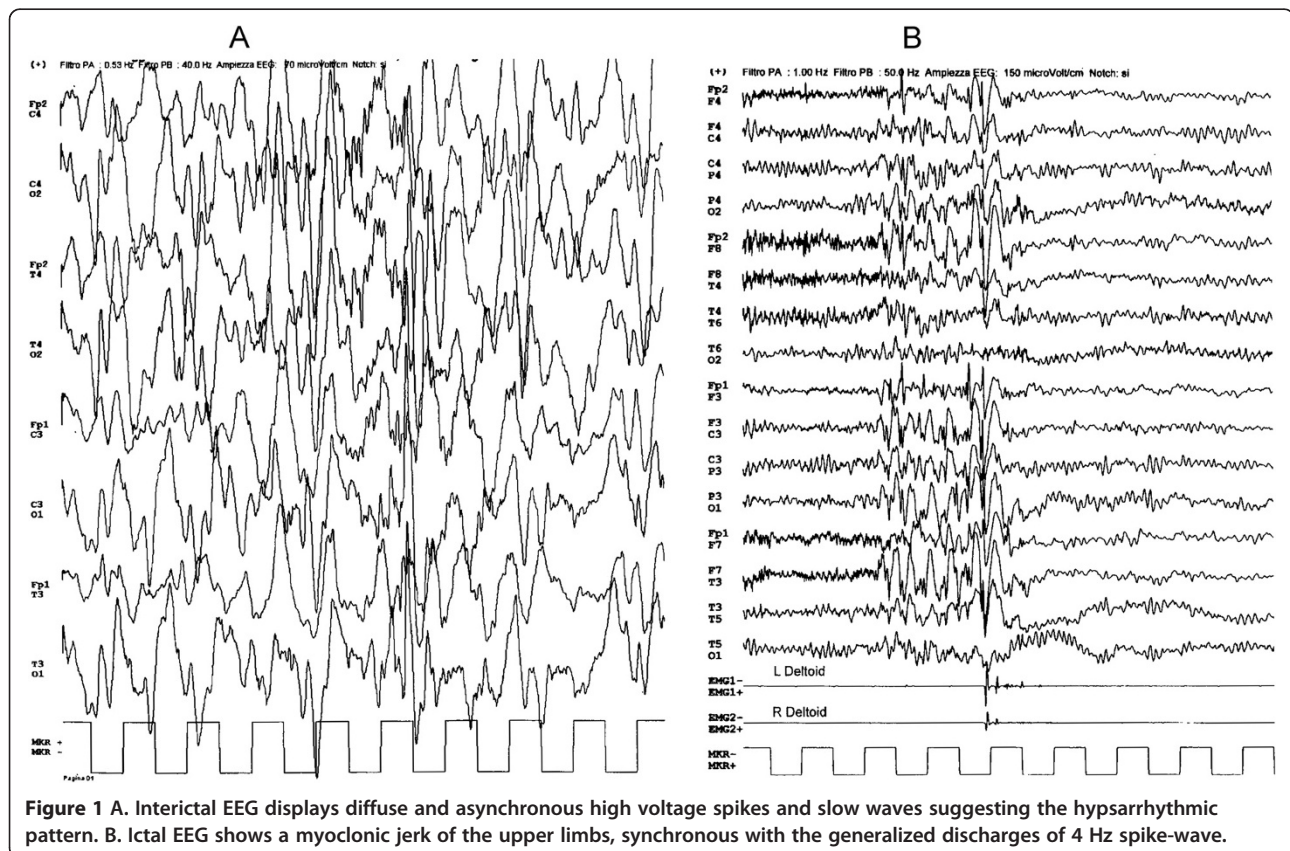 A
(+) Filtro PA : 0.53 Hz Filtro PB : 40.0 Hz Ampiezza EEG: 70 microVolt/cm Notch: si
Fp2
C4
C4
O2
Fp2
T4
T4
O2
Fp1
C3
C3
O1
Fp1
T3
T3
O1
MKR +
MKR -
Pagina 01
B
(+) Filtro PA : 1.00 Hz Filtro PB : 50.0 Hz Ampiezza EEG: 150 microVolt/cm Notch: si
Fp2
F4
F4
C4
C4
P4
P4
O2
Fp2
F8
F8
T4
T4
T6
T6
O2
Fp1
F3
F3
C3
C3
P3
P3
O1
Fp1
F7
F7
T3
T3
T5
T5
O1
EMG1- L Deltoid
EMG1+
EMG2- R Deltoid
EMG2+
MKR-
MKR+
Figure 1 A. Interictal EEG displays diffuse and asynchronous high voltage spikes and slow waves suggesting the hypsarrhythmic
pattern. B. Ictal EEG shows a myoclonic jerk of the upper limbs, synchronous with the generalized discharges of 4 Hz spike-wave.